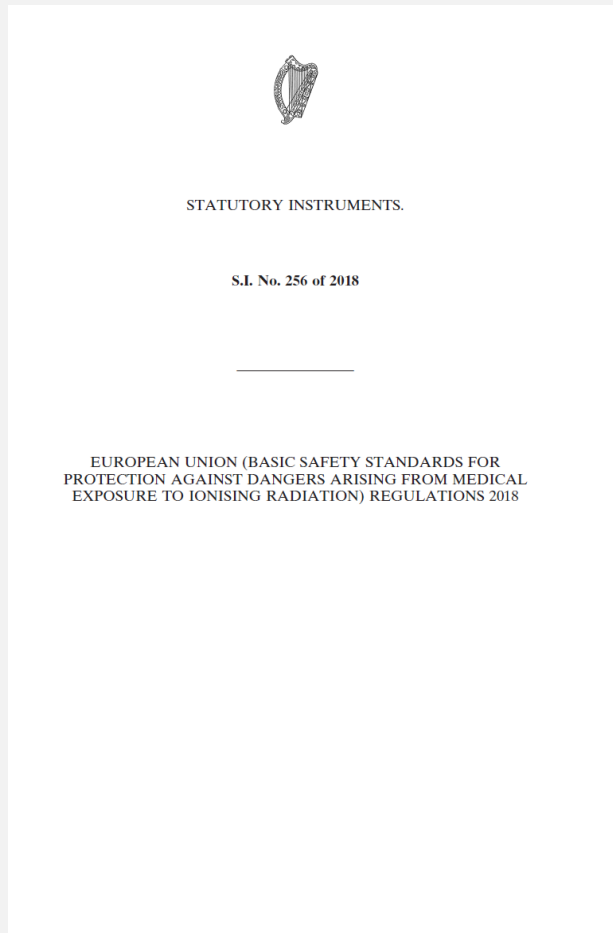 STATUTORY INSTRUMENTS.
S.I. No. 256 of 2018
EUROPEAN UNION (BASIC SAFETY STANDARDS FOR
PROTECTION AGAINST DANGERS ARISING FROM MEDICAL
EXPOSURE TO IONISING RADIATION) REGULATIONS 2018